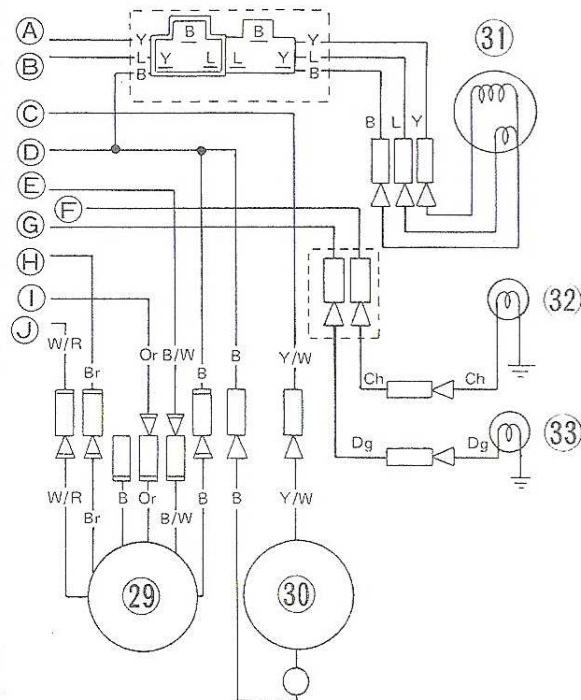 A
B
C
D
E
F
G
H
I
J
Y
L
B
B
Y L
B
L Y
Y
L
B
31
B L Y
32
33
W/R
Br
Or
B/W
B
B
Y/W
Ch
Ch
Dg
Dg
W/R
Br
B
Or
B/W
B
B
Y/W
29
30